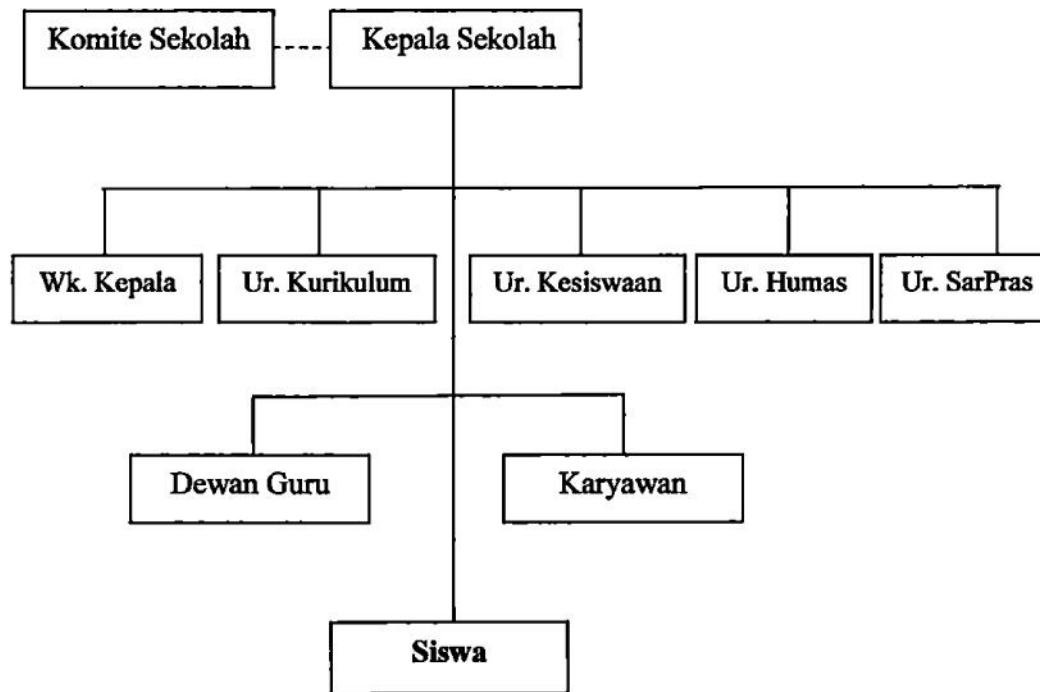 Komite Sekolah
Kepala Sekolah
Wk. Kepala
Ur. Kurikulum
Ur. Kesiswaan
Ur. Humas
Ur. SarPras
Dewan Guru
Karyawan
Siswa